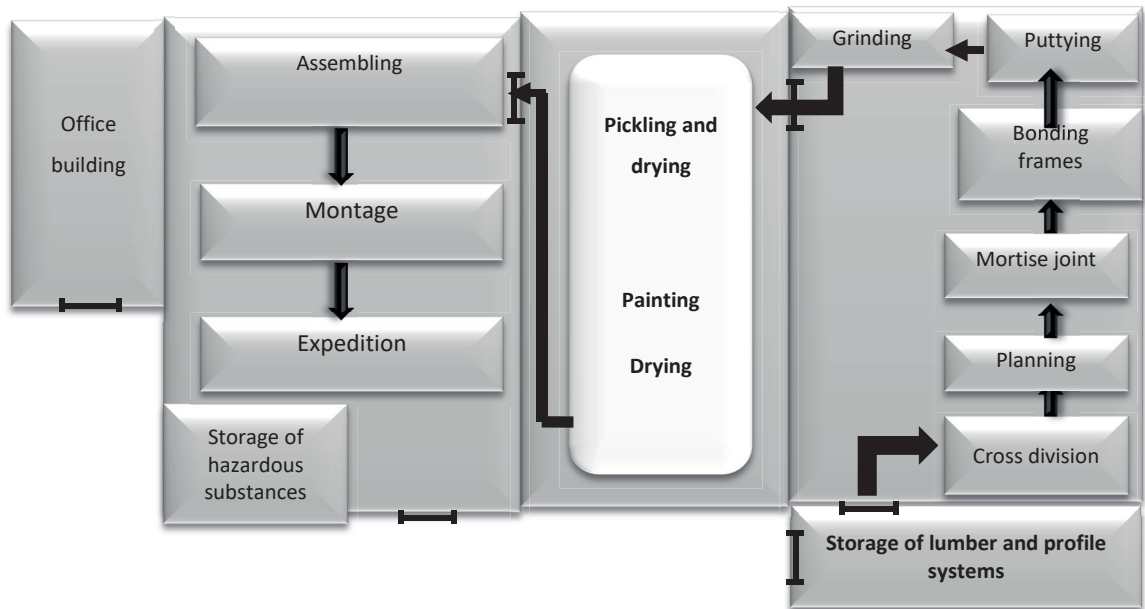 Office
building
Assembling
Montage
Expedition
Storage of
hazardous
substances
Pickling and
drying
Painting
Drying
Grinding
Puttying
Bonding
frames
Mortise joint
Planning
Cross division
Storage of lumber and profile
systems